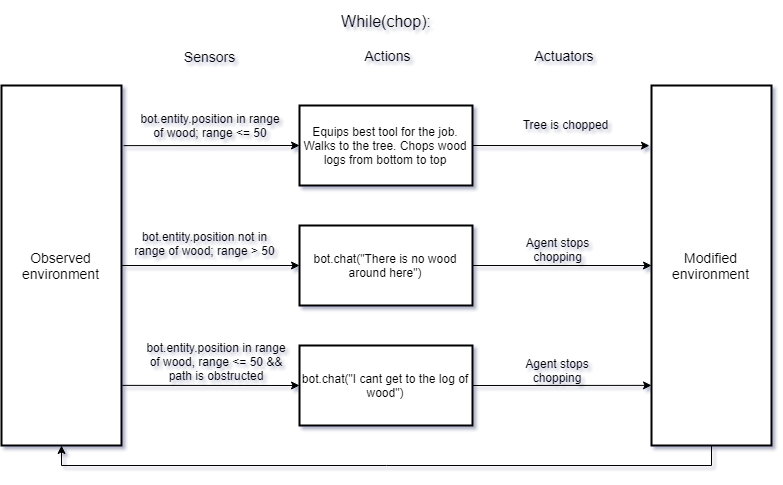 While(chop):
Sensors
Actions
Actuators
Observed
environment
bot.entity.position in range
of wood; range <= 50
Equips best tool for the job.
Walks to the tree. Chops wood
logs from bottom to top
Tree is chopped
bot.entity.position not in
range of wood; range > 50
bot.chat("There is no wood
around here")
Agent stops
chopping
bot.entity.position in range
of wood, range <= 50 &&
path is obstructed
bot.chat("I cant get to the log of
wood")
Agent stops
chopping
Modified
environment